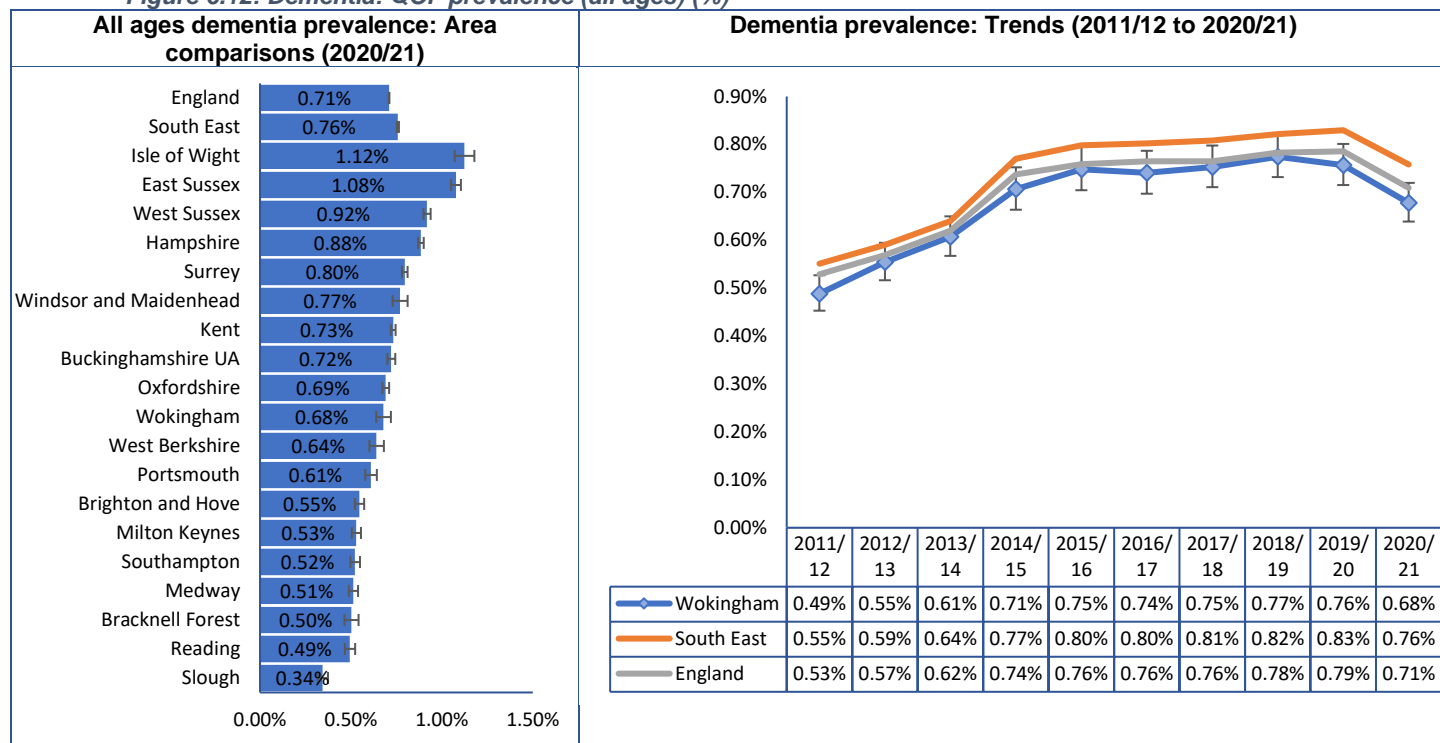 Figure 6.12: Dementia: QOF prevalence (all ages) (%)
All ages dementia prevalence: Area
comparisons (2020/21)
England 0.71%
South East 0.76%
Isle of Wight 1.12%
East Sussex 1.08%
West Sussex 0.92%
Hampshire 0.88%
Surrey 0.80%
Windsor and Maidenhead 0.77%
Kent 0.73%
Buckinghamshire UA 0.72%
Oxfordshire 0.69%
Wokingham 0.68%
West Berkshire 0.64%
Portsmouth 0.61%
Brighton and Hove 0.55%
Milton Keynes 0.53%
Southampton 0.52%
Medway 0.51%
Bracknell Forest 0.50%
Reading 0.49%
Slough 0.34%
0.00% 0.50% 1.00% 1.50%
Dementia prevalence: Trends (2011/12 to 2020/21)
0.90%
0.80%
0.70%
0.60%
0.50%
0.40%
0.30%
0.20%
0.10%
0.00%
2011/ 2012/ 2013/ 2014/ 2015/ 2016/ 2017/ 2018/ 2019/ 2020/
12 13 14 15 16 17 18 19 20 21
Wokingham 0.49% 0.55% 0.61% 0.71% 0.75% 0.74% 0.75% 0.77% 0.76% 0.68%
South East 0.55% 0.59% 0.64% 0.77% 0.80% 0.80% 0.81% 0.82% 0.83% 0.76%
England 0.53% 0.57% 0.62% 0.74% 0.76% 0.76% 0.76% 0.78% 0.79% 0.71%